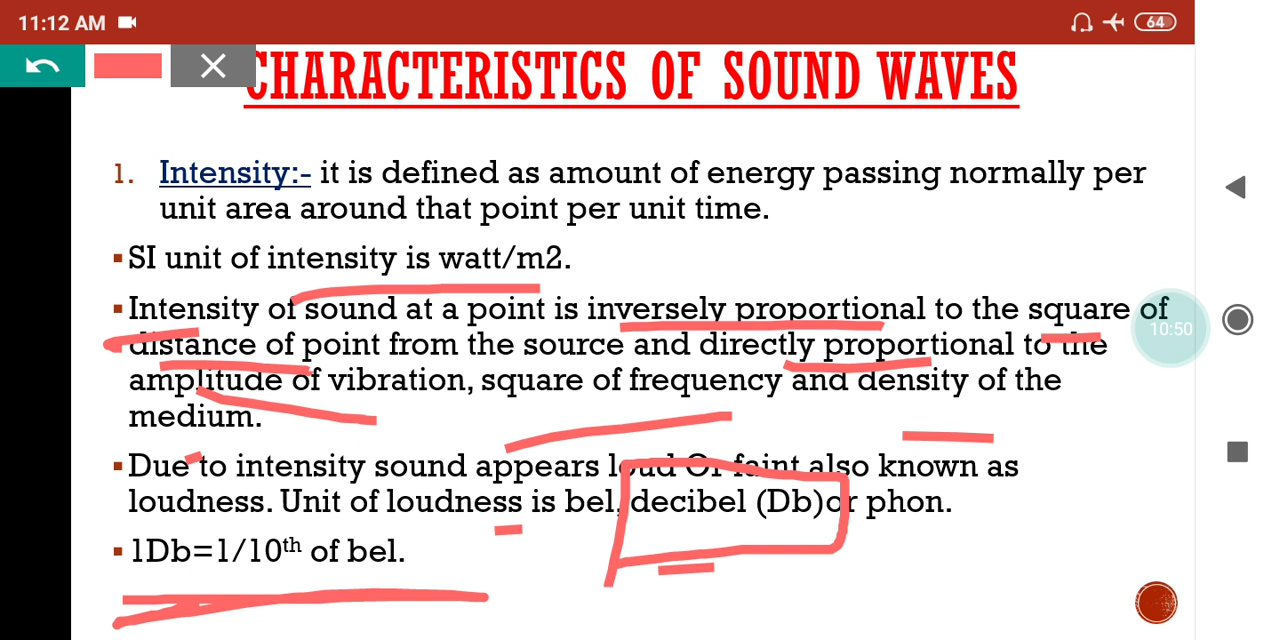 11:12 AM
64
CHARACTERISTICS OF SOUND WAVES
1. Intensity:- it is defined as amount of energy passing normally per
unit area around that point per unit time.
▪SI unit of intensity is watt/m2.
▪Intensity of sound at a point is inversely proportional to the square of
distance of point from the source and directly proportional to the
amplitude of vibration, square of frequency and density of the
medium.
▪Due to intensity sound appears loud Or faint also known as
loudness. Unit of loudness is bel, decibel (Db)or phon.
▪1Db=1/10th of bel.
10:50